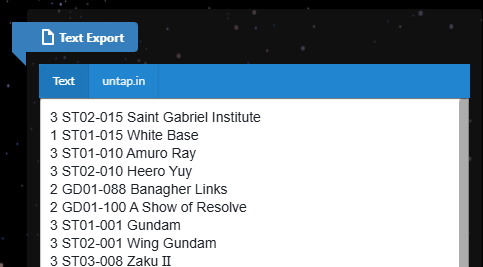 Text Export
Text untap.in
3 ST02-015 Saint Gabriel Institute
1 ST01-015 White Base
3 ST01-010 Amuro Ray
3 ST02-010 Heero Yuy
2 GD01-088 Banagher Links
2 GD01-100 A Show of Resolve
3 ST01-001 Gundam
3 ST02-001 Wing Gundam
3 ST03-008 Zaku II